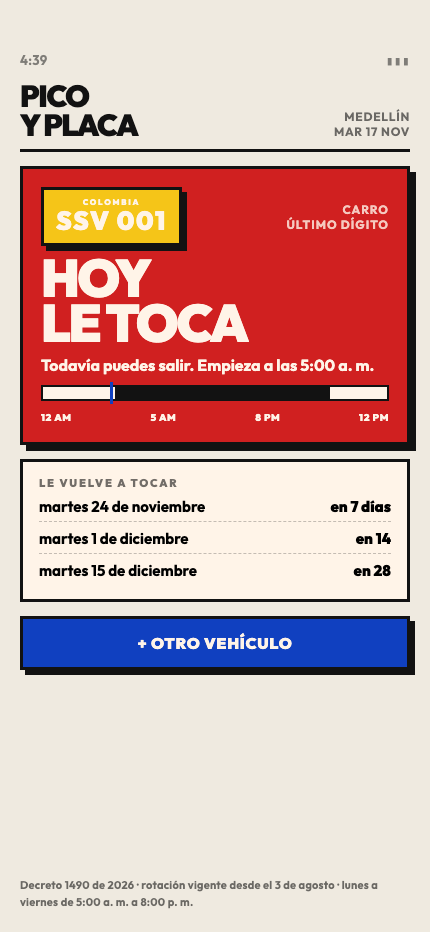 4:39
PICO
Y PLACA
MEDELLÍN
MAR 17 NOV
COLOMBIA
SSV 001
CARRO
ÚLTIMO DÍGITO
HOY
LE TOCA
Todavía puedes salir. Empieza a las 5:00 a. m.
12 AM 5 AM 8 PM 12 PM
LE VUELVE A TOCAR
martes 24 de noviembre en 7 días
martes 1 de diciembre en 14
martes 15 de diciembre en 28
+ OTRO VEHÍCULO
Decreto 1490 de 2026 · rotación vigente desde el 3 de agosto · lunes a
viernes de 5:00 a. m. a 8:00 p. m.